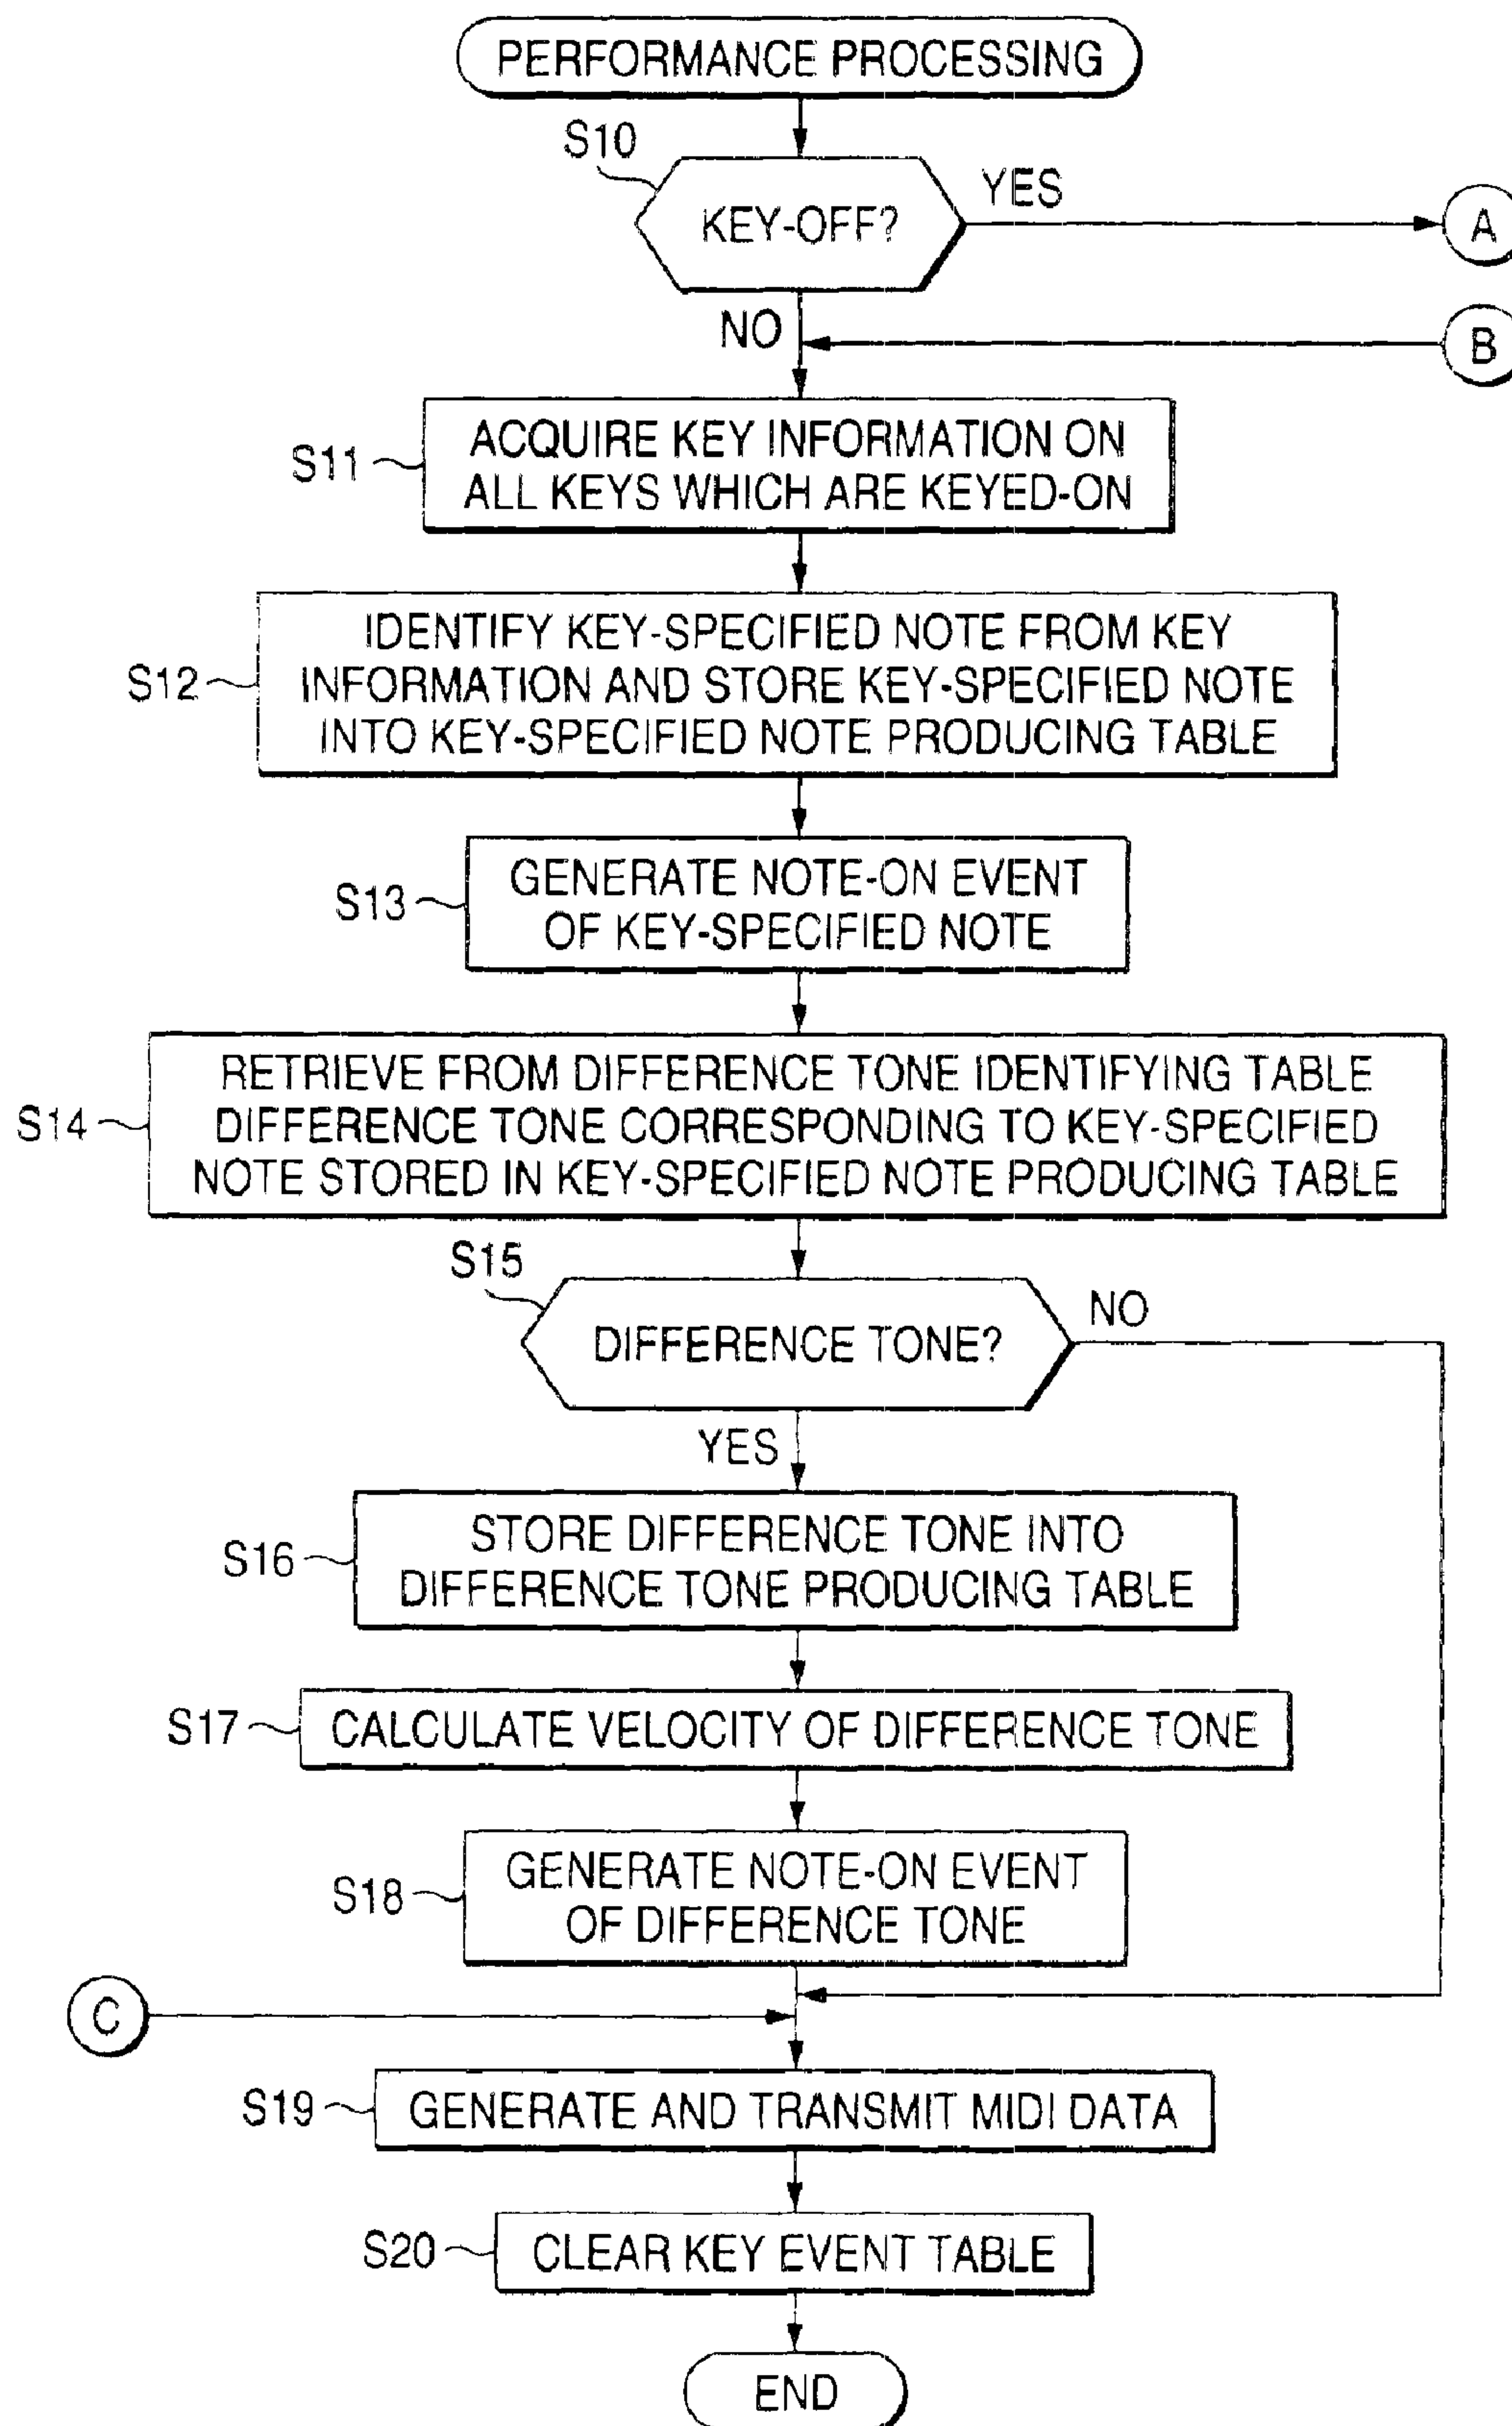 PERFORMANCE PROCESSING
S10
KEY-OFF?
YES
A
NO
B
S11
ACQUIRE KEY INFORMATION ON
ALL KEYS WHICH ARE KEYED-ON
S12
IDENTIFY KEY-SPECIFIED NOTE FROM KEY
INFORMATION AND STORE KEY-SPECIFIED NOTE
INTO KEY-SPECIFIED NOTE PRODUCING TABLE
S13
GENERATE NOTE-ON EVENT
OF KEY-SPECIFIED NOTE
S14
RETRIEVE FROM DIFFERENCE TONE IDENTIFYING TABLE
DIFFERENCE TONE CORRESPONDING TO KEY-SPECIFIED
NOTE STORED IN KEY-SPECIFIED NOTE PRODUCING TABLE
S15
DIFFERENCE TONE?
NO
YES
S16
STORE DIFFERENCE TONE INTO
DIFFERENCE TONE PRODUCING TABLE
S17
CALCULATE VELOCITY OF DIFFERENCE TONE
S18
GENERATE NOTE-ON EVENT
OF DIFFERENCE TONE
C
S19
GENERATE AND TRANSMIT MIDI DATA
S20
CLEAR KEY EVENT TABLE
END